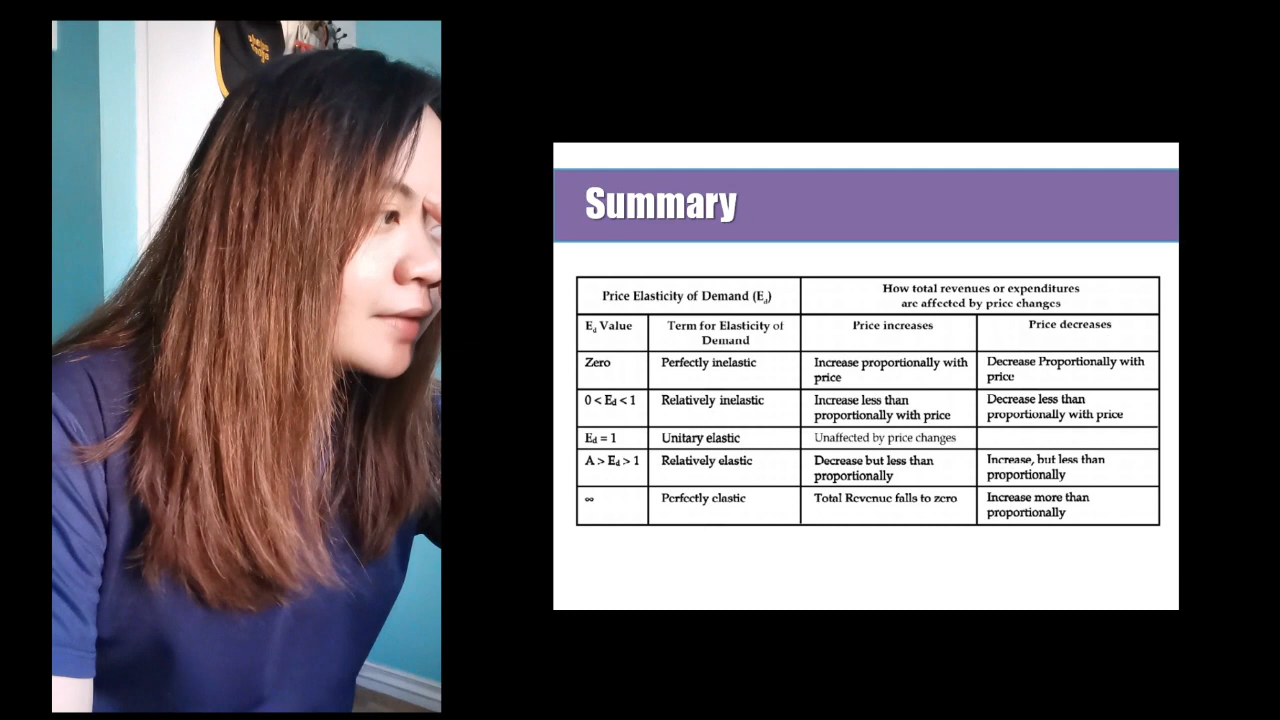 Summary
Price Elasticity of Demand (Ed)
How total revenues or expenditures
are affected by price changes
Ed Value
Term for Elasticity of
Demand
Price increases
Price decreases
Zero
Perfectly inelastic
Increase proportionally with
price
Decrease Proportionally with
price
0 < Ed < 1
Relatively inelastic
Increase less than
proportionally with price
Decrease less than
proportionally with price
Ed = 1
Unitary elastic
Unaffected by price changes
A > Ed > 1
Relatively elastic
Decrease but less than
proportionally
Increase, but less than
proportionally
∞
Perfectly elastic
Total Revenue falls to zero
Increase more than
proportionally